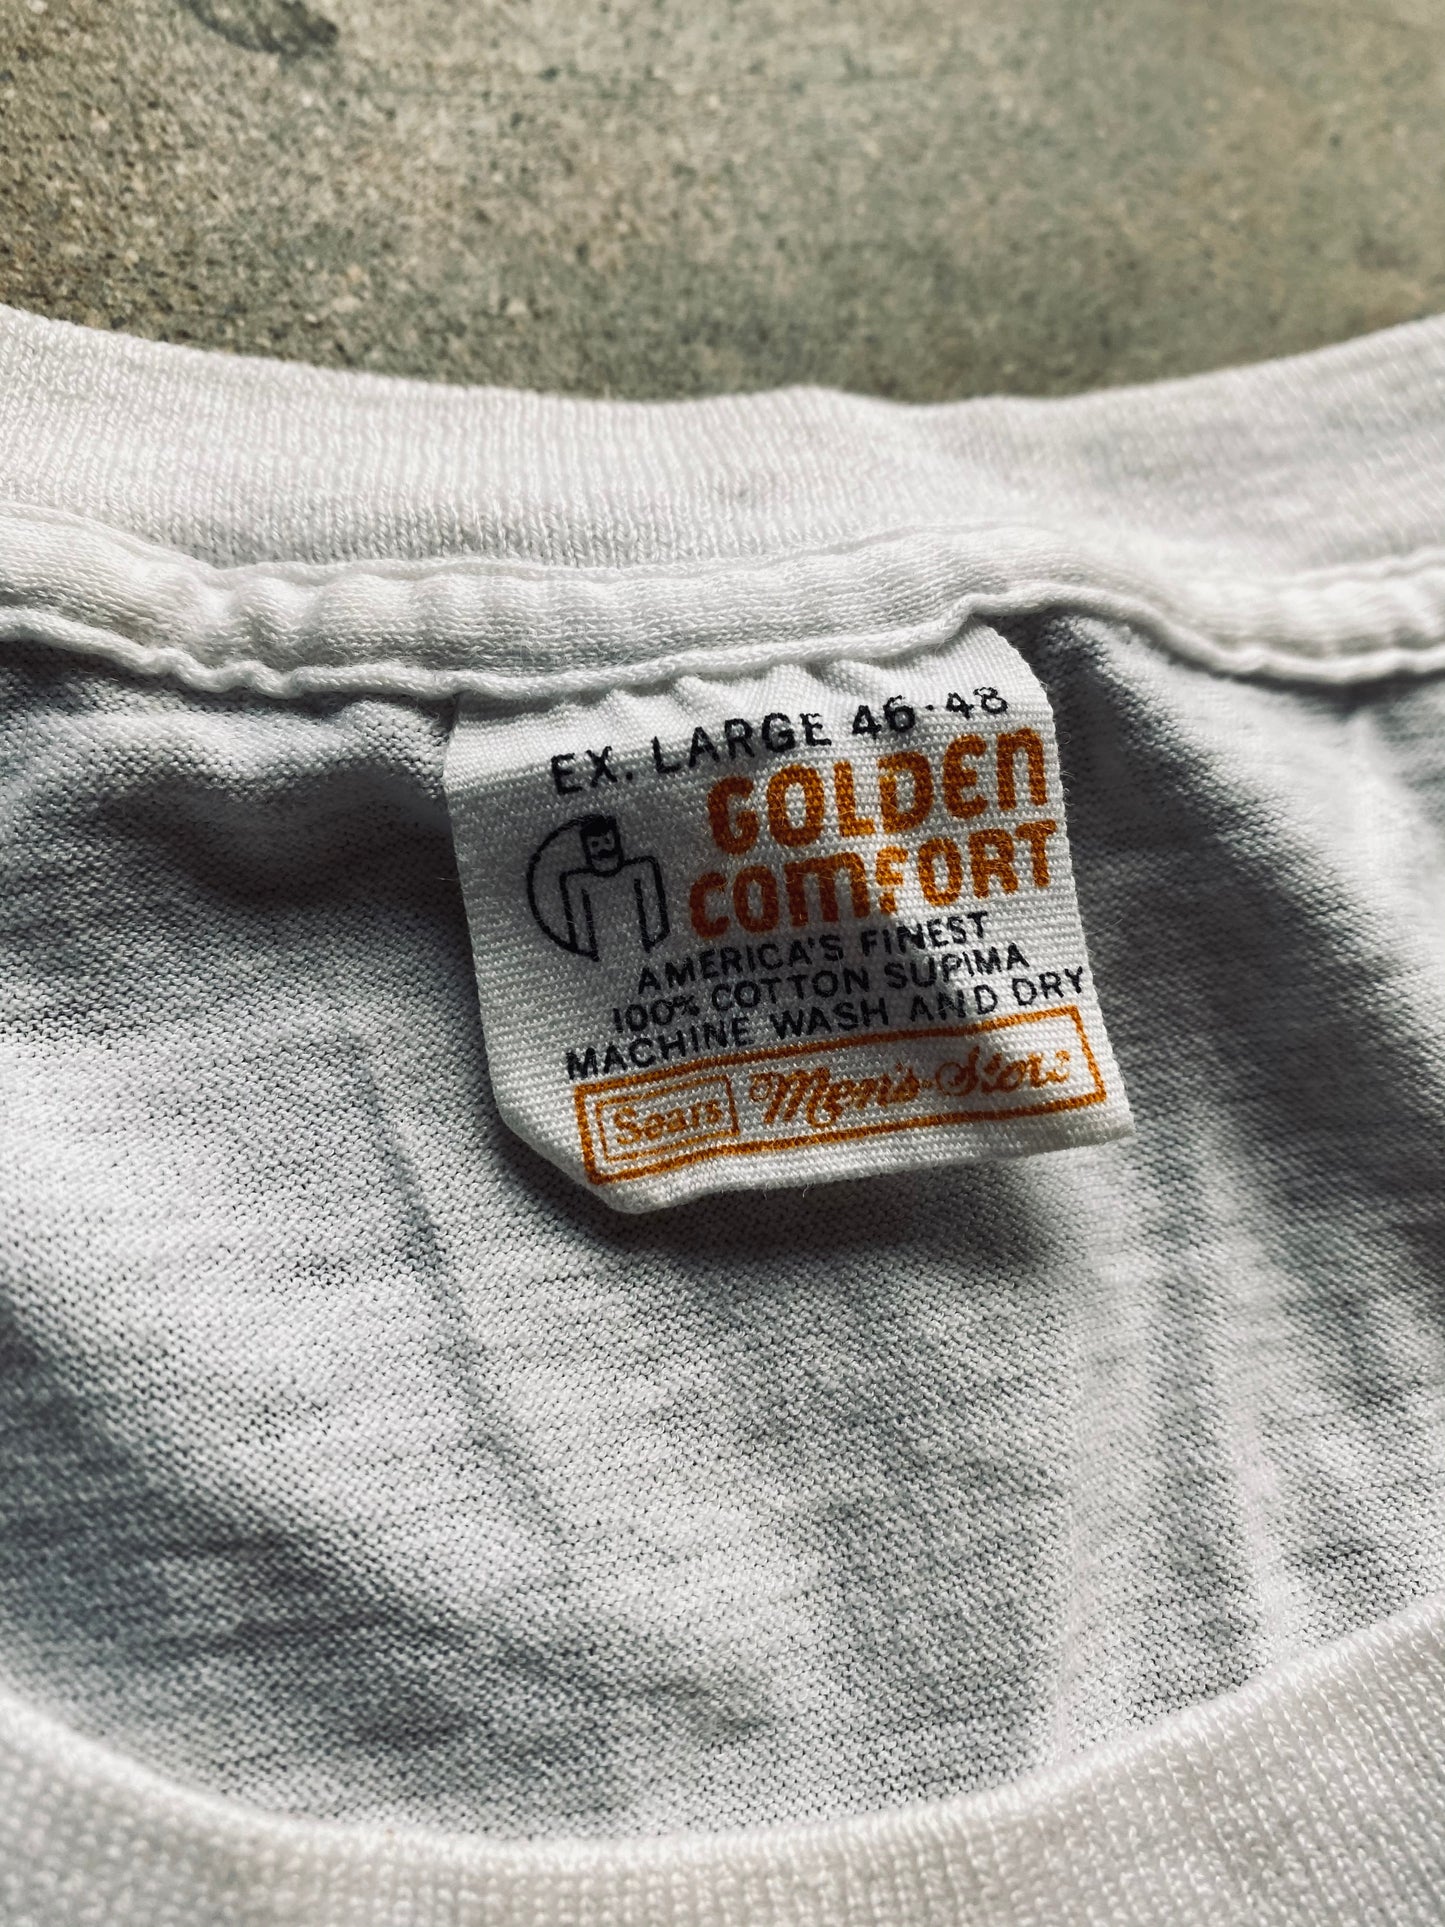 EX. LARGE 46-48
GOLDEN
COMFORT
AMERICA'S FINEST
100% COTTON SUPIMA
MACHINE WASH AND DRY
Sears Men's Store